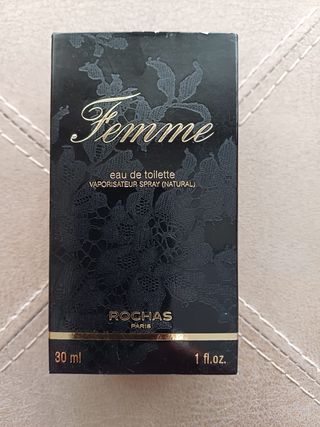 Femme
eau de toilette
VAPORISATEUR SPRAY (NATURAL)
ROCHAS
PARIS
30 ml 1 fl.oz.